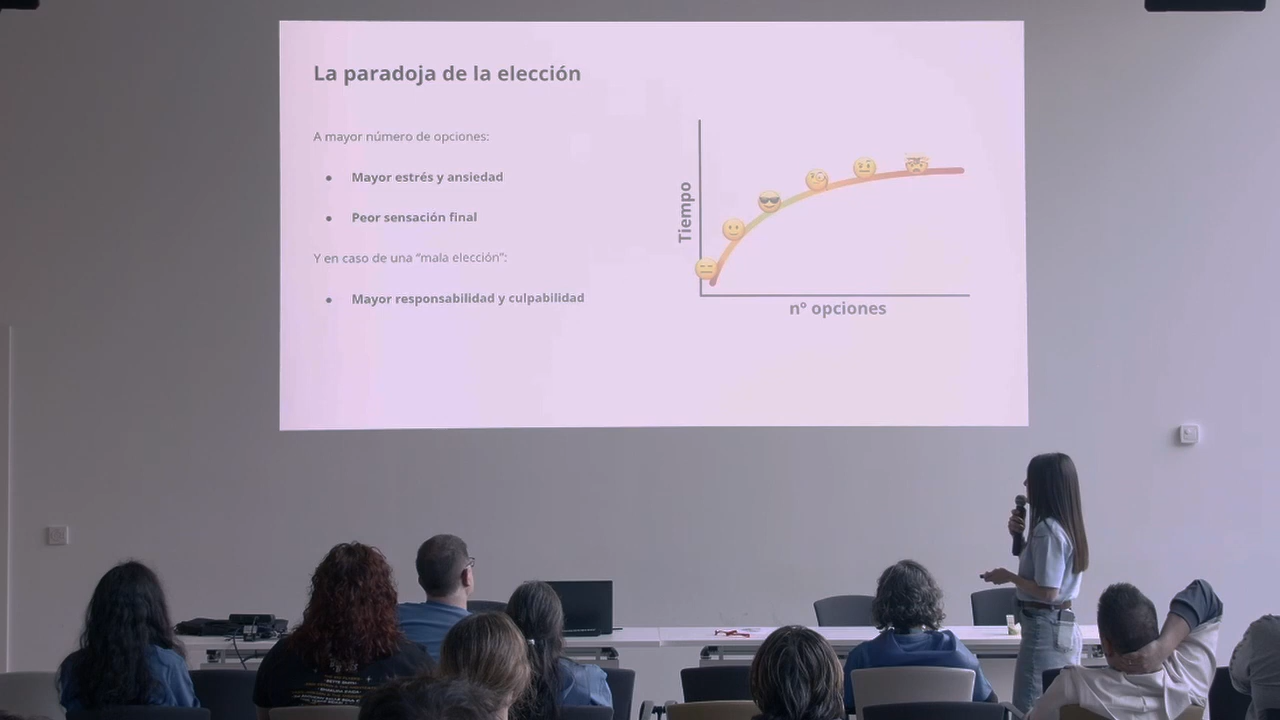 La paradoja de la elección
A mayor número de opciones:
● Mayor estrés y ansiedad
● Peor sensación final
Y en caso de una “mala elección”:
● Mayor responsabilidad y culpabilidad
Tiempo
nº opciones